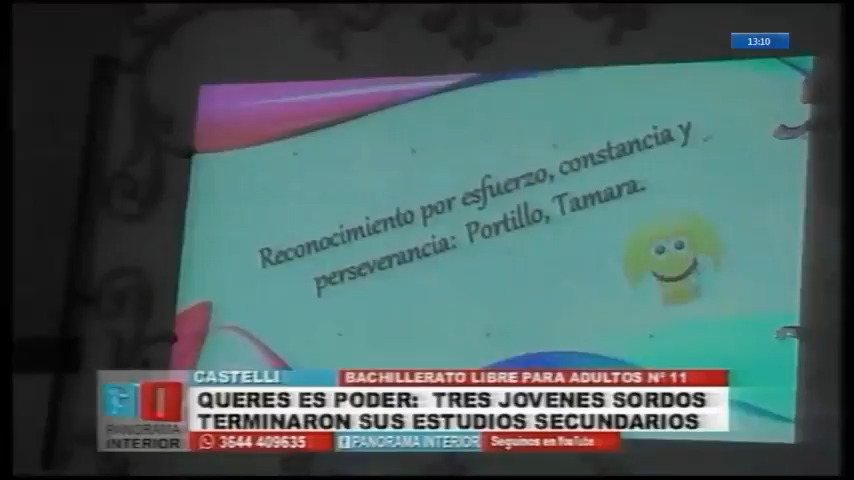 13:10
Reconocimiento por esfuerzo, constancia y
perseverancia: Portillo, Tamara.
CASTELLI
BACHILLERATO LIBRE PARA ADULTOS Nº 11
QUERES ES PODER: TRES JOVENES SORDOS
TERMINARON SUS ESTUDIOS SECUNDARIOS
PANORAMA
INTERIOR
3644 409635
PANORAMA INTERIOR
Seguinos en YouTube